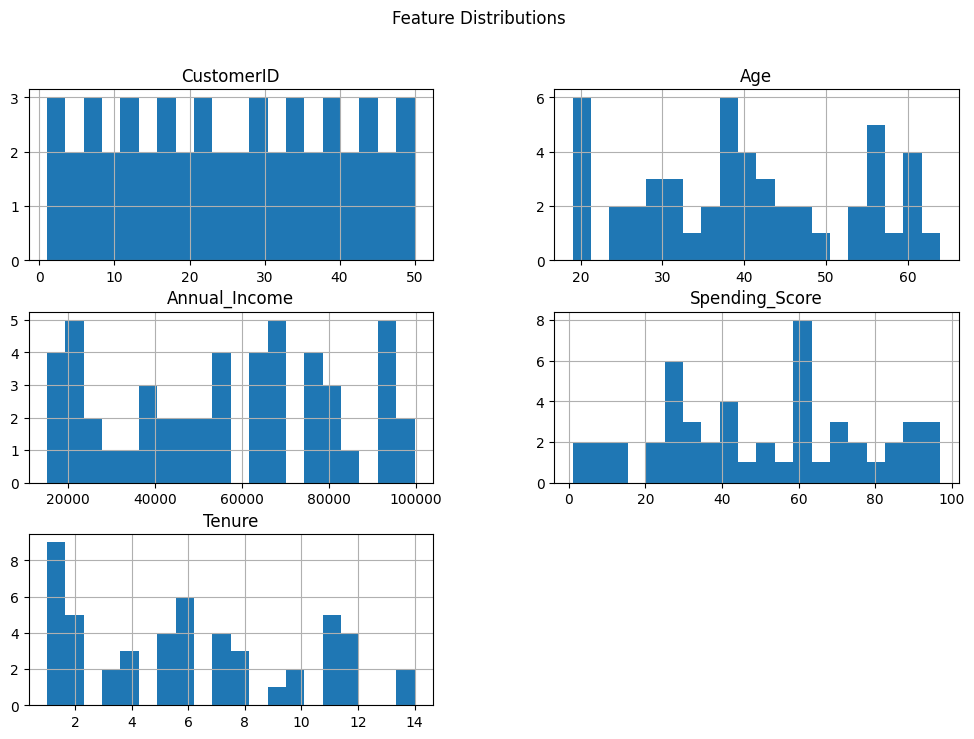 Feature Distributions
CustomerID
3
2
1
0
0 10 20 30 40 50
Age
6
4
2
0
20 30 40 50 60
Annual_Income
5
4
3
2
1
0
20000 40000 60000 80000 100000
Spending_Score
8
6
4
2
0
0 20 40 60 80 100
Tenure
8
6
4
2
0
2 4 6 8 10 12 14